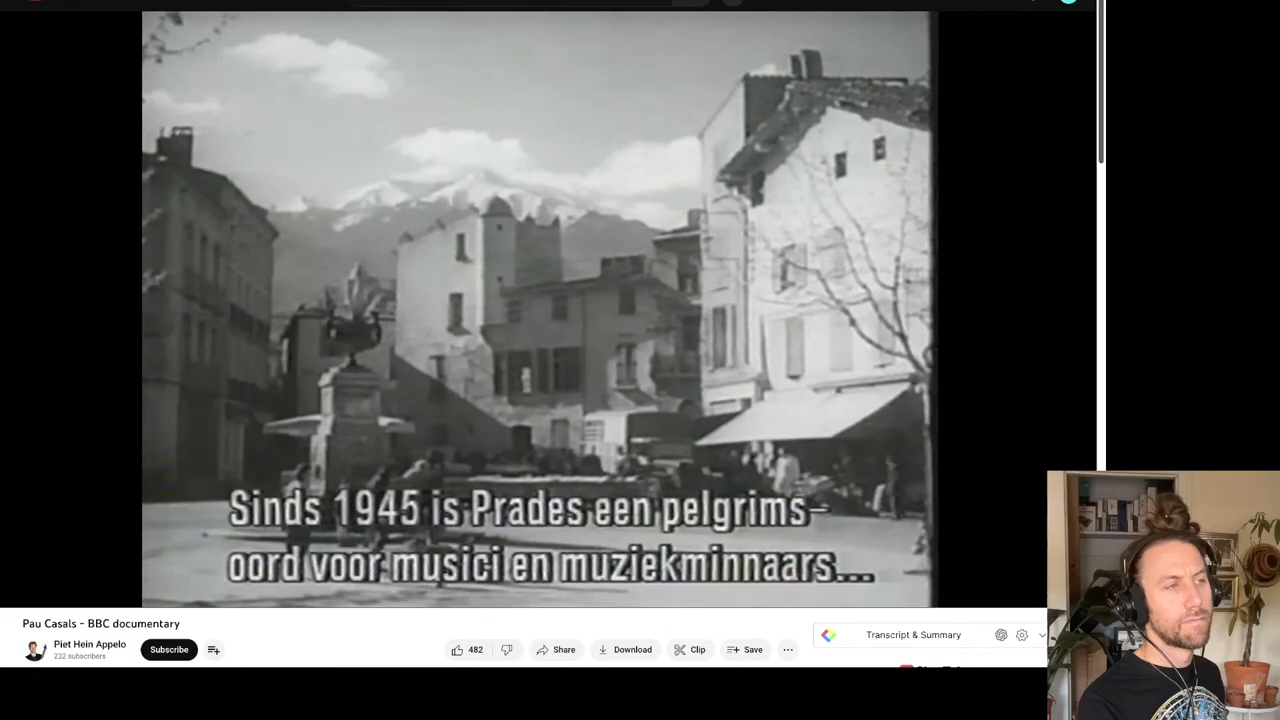 Sinds 1945 is Prades een pelgrims-
oord voor musici en muziekminnaars...
Pau Casals - BBC documentary
Piet Hein Appelo
232 subscribers
Subscribe
482
Share
Download
Clip
Save
Transcript & Summary